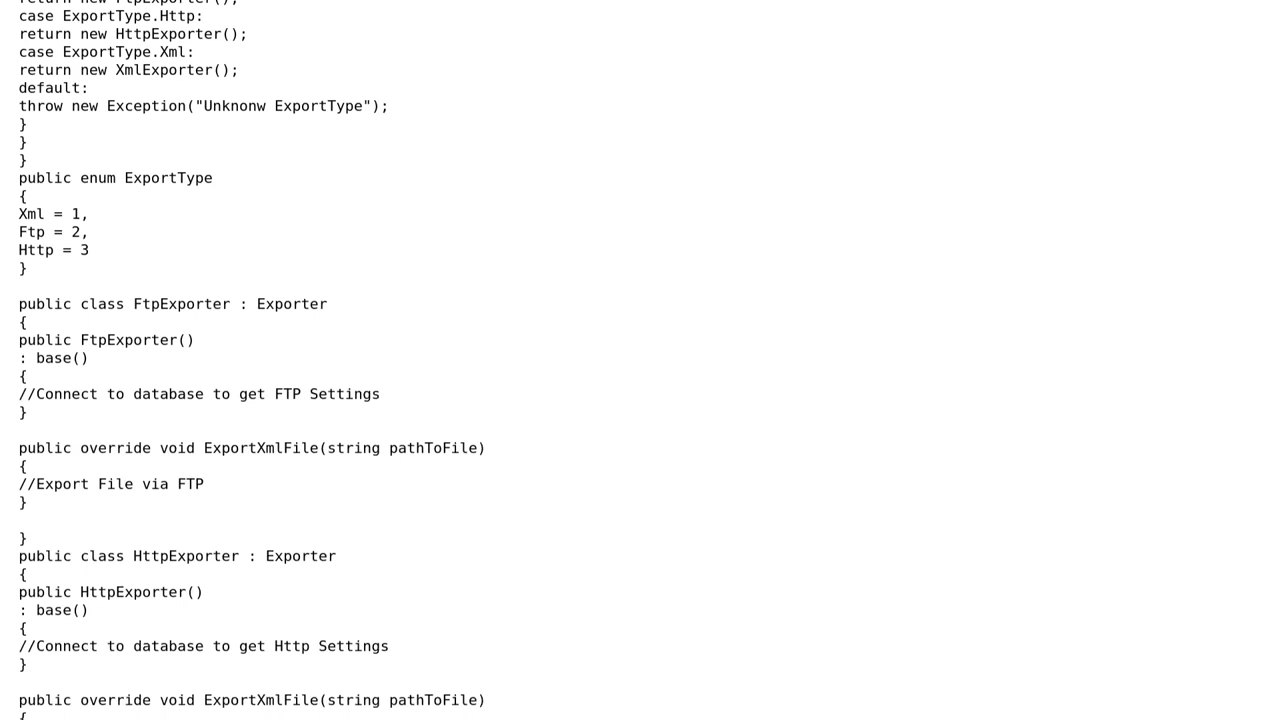 return new FtpExporter();
case ExportType.Http:
return new HttpExporter();
case ExportType.Xml:
return new XmlExporter();
default:
throw new Exception("Unknonw ExportType");
}
}
}
public enum ExportType
{
Xml = 1,
Ftp = 2,
Http = 3
}
public class FtpExporter : Exporter
{
public FtpExporter()
: base()
{
//Connect to database to get FTP Settings
}
public override void ExportXmlFile(string pathToFile)
{
//Export File via FTP
}
}
public class HttpExporter : Exporter
{
public HttpExporter()
: base()
{
//Connect to database to get Http Settings
}
public override void ExportXmlFile(string pathToFile)
{